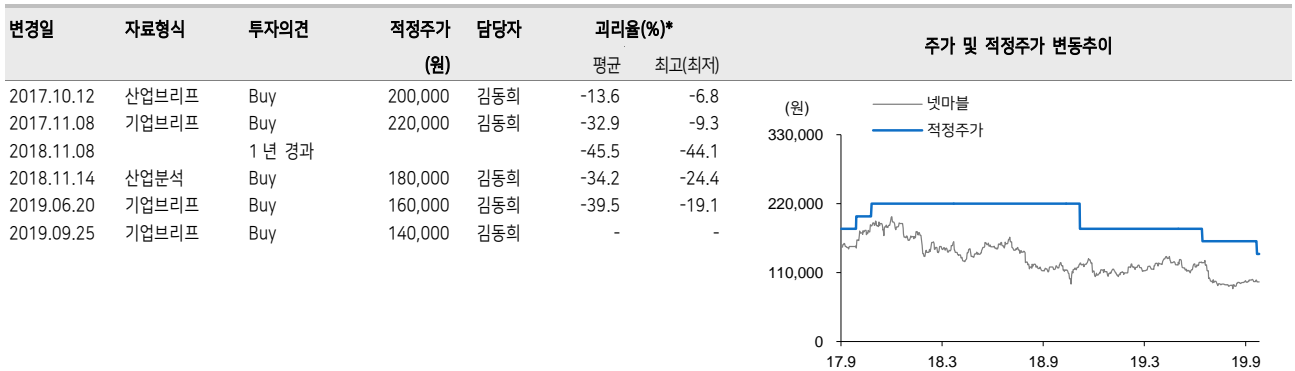 변경일 자료형식 투자의견 적정주가 담당자 괴리율(%)* 주가 및 적정주가 변동추이
(원) 평균 최고(최저)
2017.10.12 산업브리프 Buy 200,000 김동희 -13.6 -6.8
2017.11.08 기업브리프 Buy 220,000 김동희 -32.9 -9.3
2018.11.08 1년 경과 -45.5 -44.1
2018.11.14 산업분석 Buy 180,000 김동희 -34.2 -24.4
2019.06.20 기업브리프 Buy 160,000 김동희 -39.5 -19.1
2019.09.25 기업브리프 Buy 140,000 김동희 - -
(원)
넷마블
적정주가
330,000
220,000
110,000
0
17.9 18.3 18.9 19.3 19.9